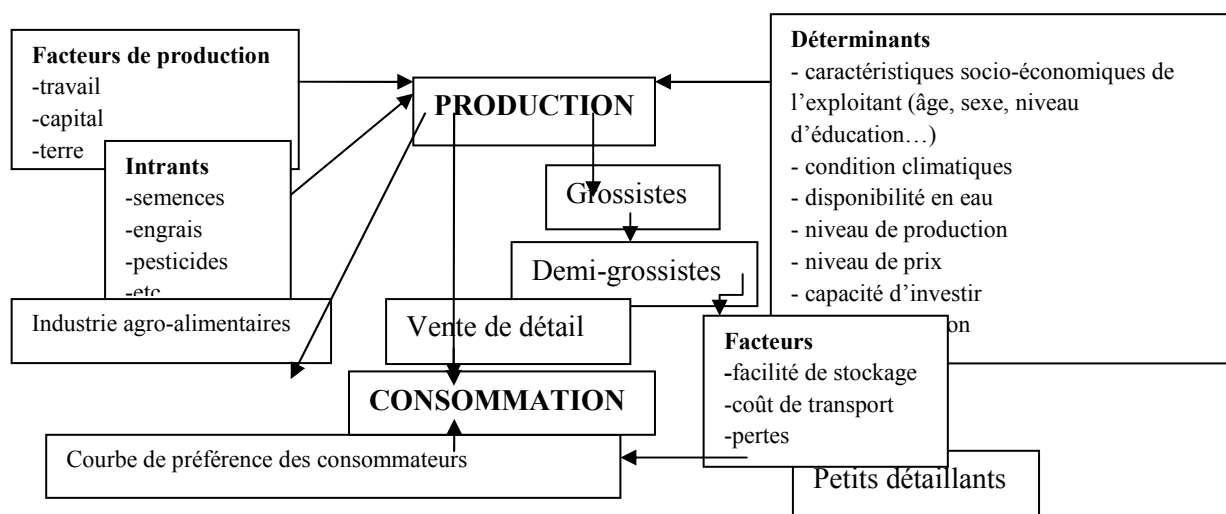 Facteurs de production
-travail
-capital
-terre
Intrants
-semences
-engrais
-pesticides
-etc
Industrie agro-alimentaires
PRODUCTION
Grossistes
Demi-grossistes
Vente de détail
CONSOMMATION
Courbe de préférence des consommateurs
Déterminants
- caractéristiques socio-économiques de
l’exploitant (âge, sexe, niveau
d’éducation…)
- condition climatiques
- disponibilité en eau
- niveau de production
- niveau de prix
- capacité d’investir
Facteurs
-facilité de stockage
-coût de transport
-pertes
Petits détaillants